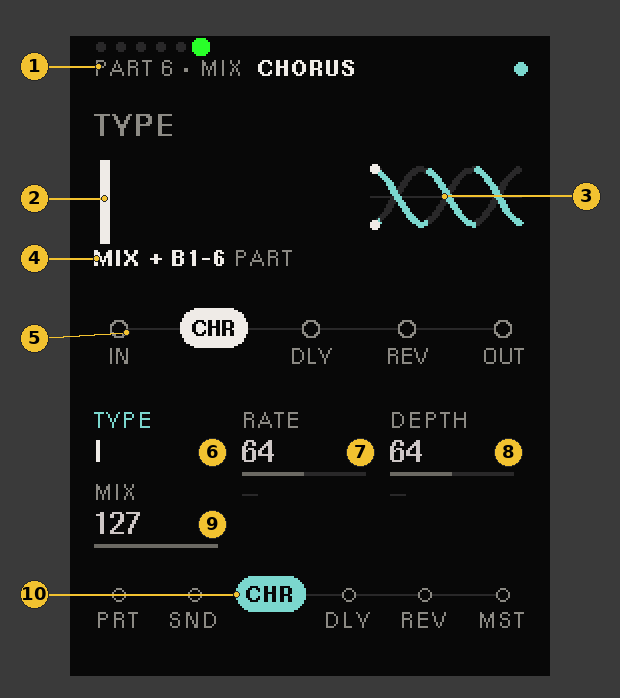 1 PART 6 · MIX CHORUS
TYPE
2 I 3
4 MIX + B1-6 PART
CHR
5
IN DLY REV OUT
TYPE RATE DEPTH
I 6 64 7 64 8
MIX — —
127 9
10 CHR
PRT SND DLY REV MST